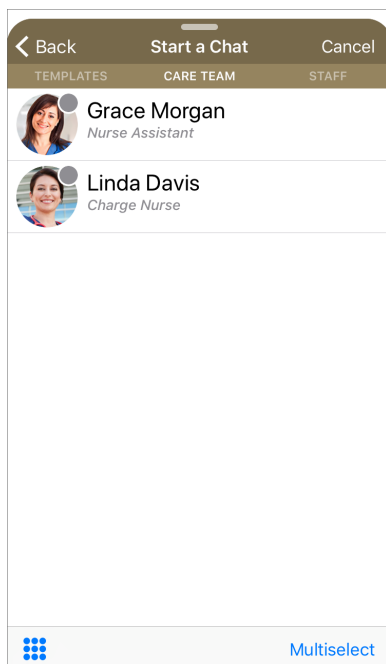 Back Start a Chat Cancel
TEMPLATES CARE TEAM STAFF
Grace Morgan
Nurse Assistant
Linda Davis
Charge Nurse
Multiselect